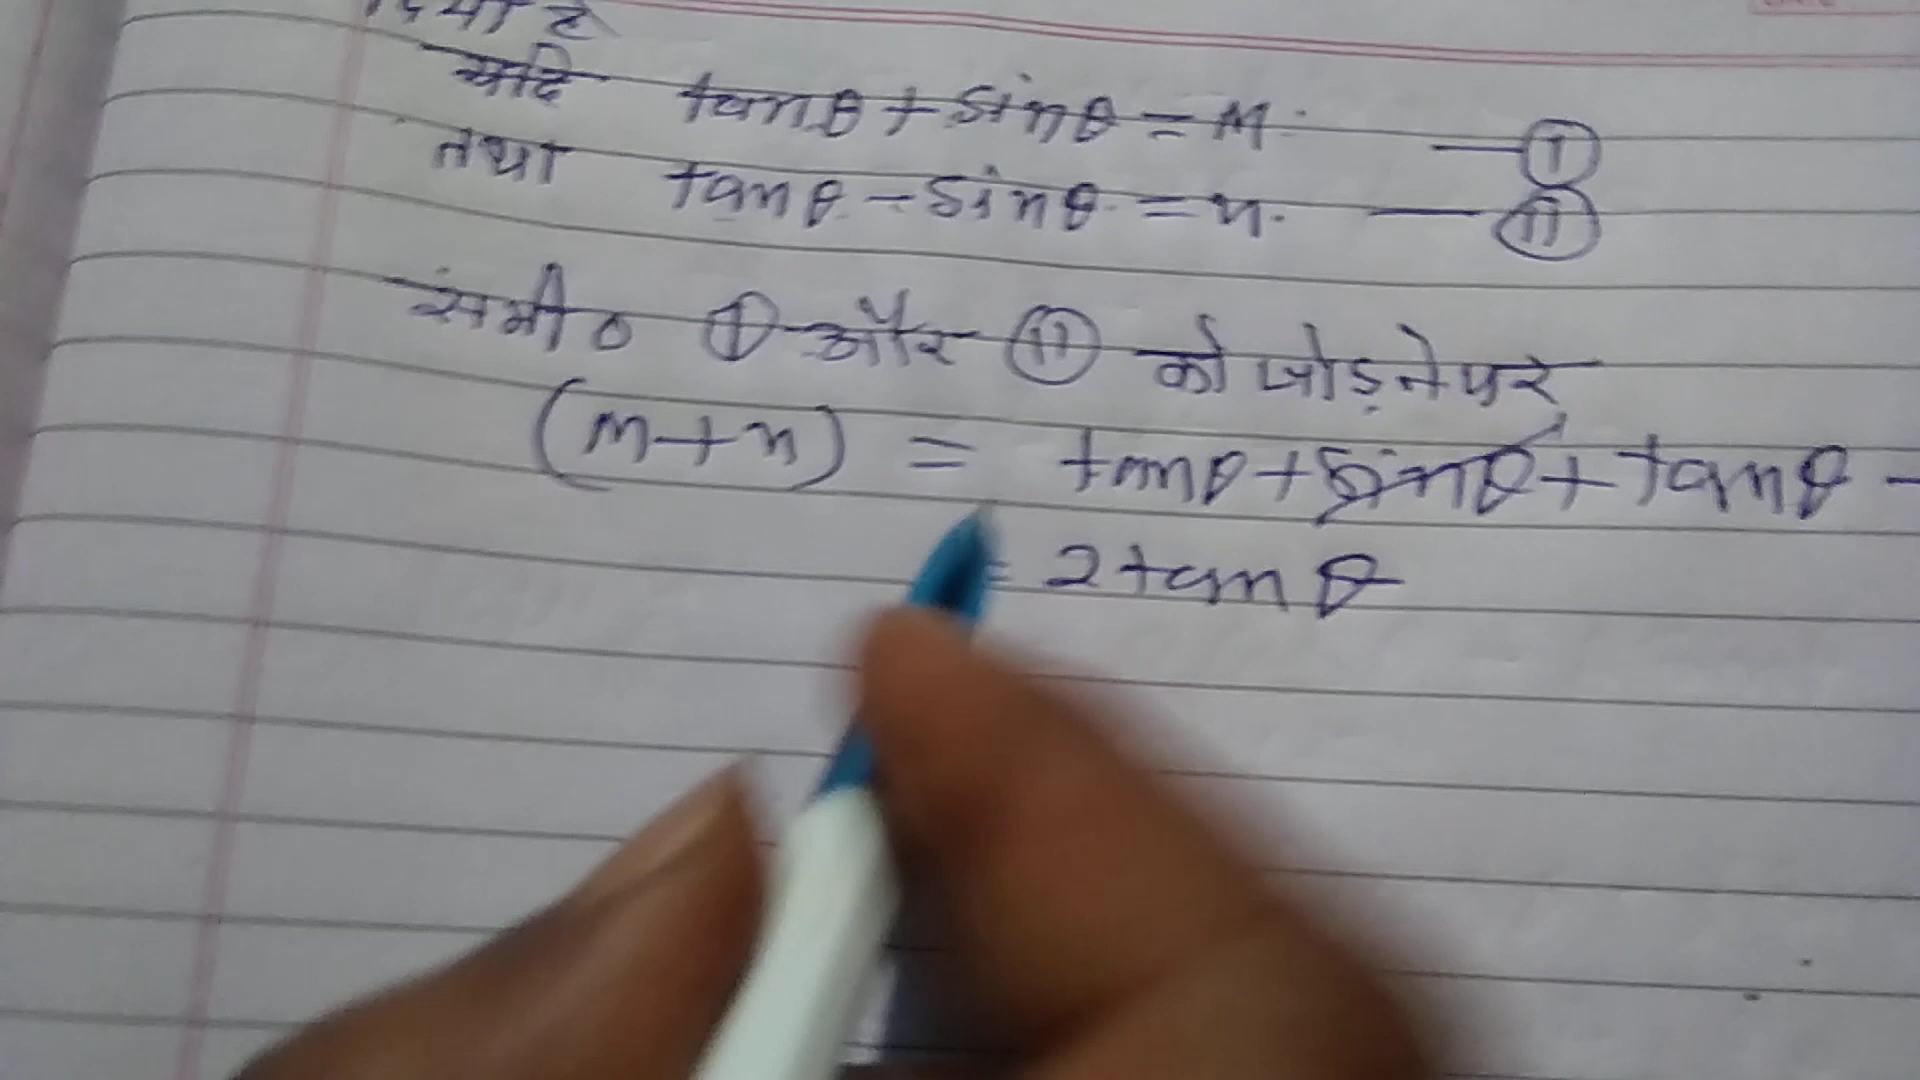 दिया है
यदि tanθ + sinθ = m. — I
तथा tanθ - sinθ = n. — II
समी० I और II को जोड़ने पर
(m+n) = tanθ + sinθ + tanθ -
= 2tanθ